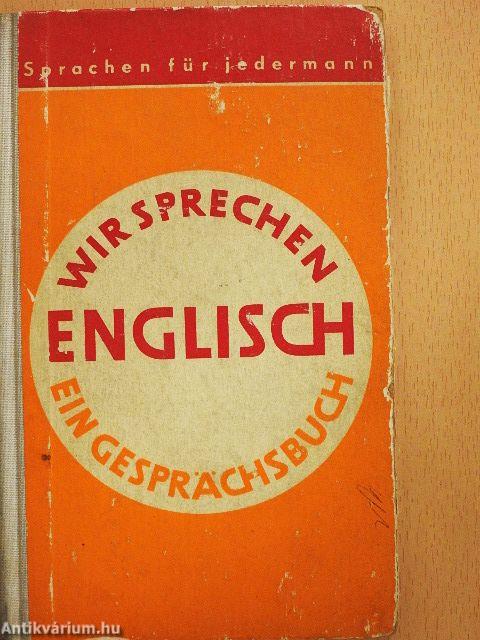 Sprachen für jedermann
WIR SPRECHEN
ENGLISCH
EIN GESPRÄCHSBUCH
Antikvárium.hu